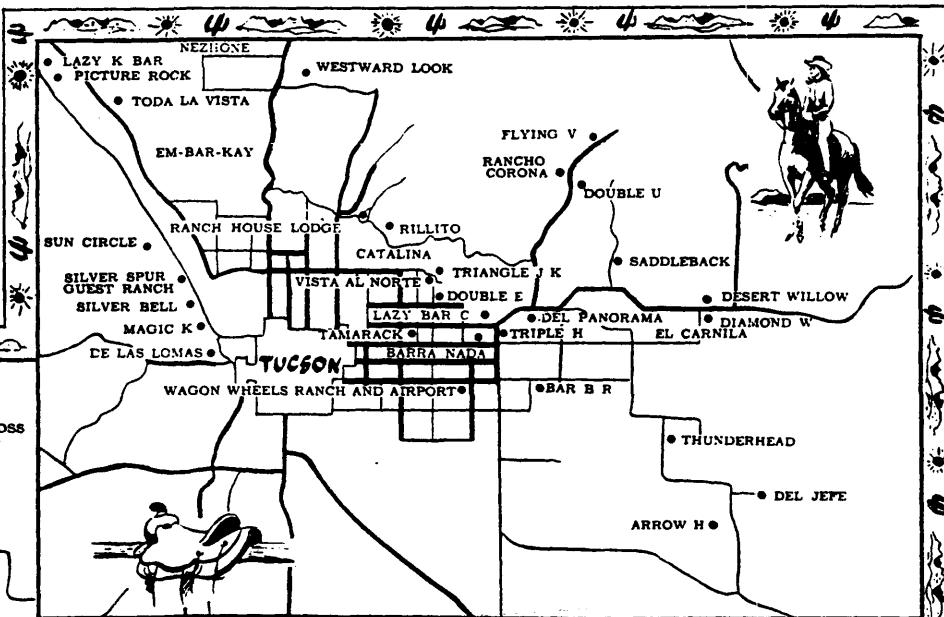 NEZHONE
LAZY K BAR
PICTURE ROCK
WESTWARD LOOK
TODA LA VISTA
FLYING V
EM-BAR-KAY
RANCHO
CORONA
DOUBLE U
RANCH HOUSE LODGE
RILLITO
SUN CIRCLE
CATALINA
SADDLEBACK
TRIANGLE J K
SILVER SPUR
GUEST RANCH
VISTA AL NORTE
DOUBLE E
DESERT WILLOW
SILVER BELL
LAZY BAR C
DEL PANORAMA
DIAMOND W
MAGIC K
TAMARACK
TRIPLE H
EL CARNILA
DE LAS LOMAS
BARRA NADA
TUCSON
WAGON WHEELS RANCH AND AIRPORT
BAR B R
OSS
THUNDERHEAD
DEL JEFE
ARROW H